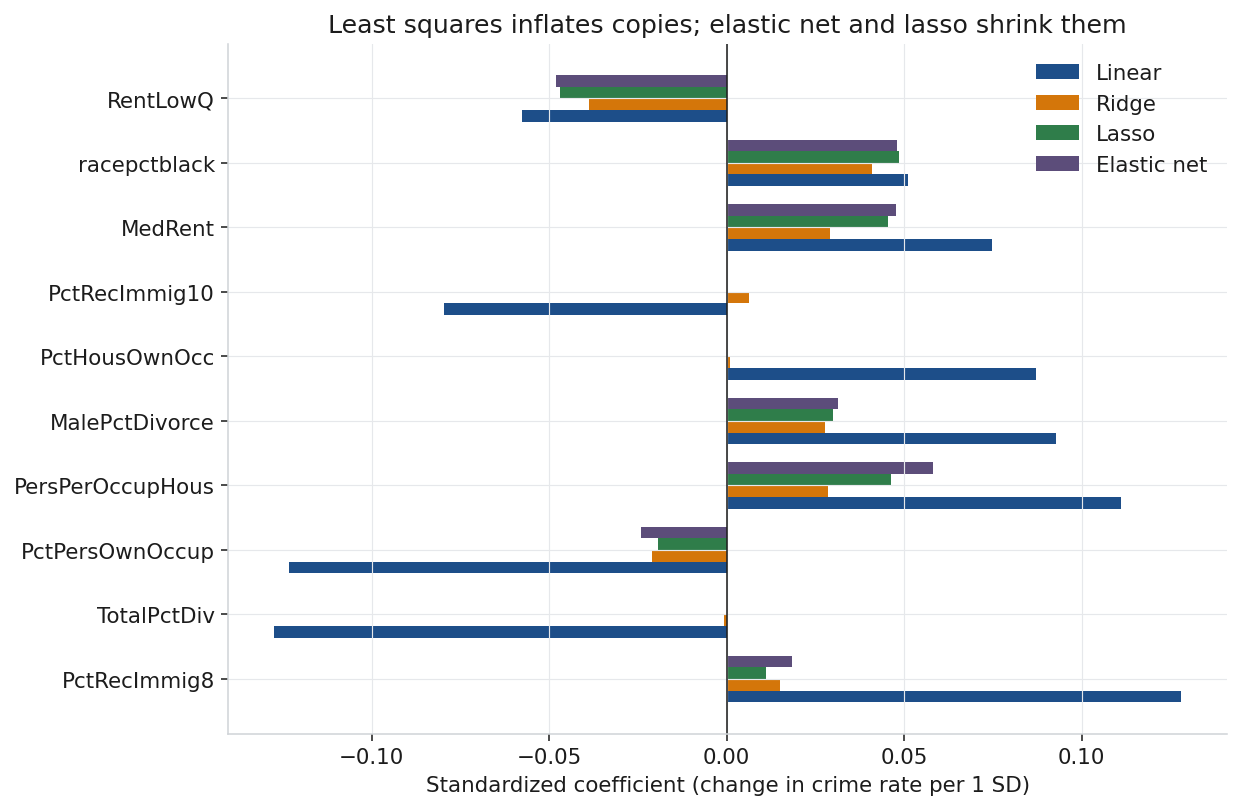 Least squares inflates copies; elastic net and lasso shrink them
Linear
Ridge
Lasso
Elastic net
RentLowQ
racepctblack
MedRent
PctRecImmig10
PctHousOwnOcc
MalePctDivorce
PersPerOccupHous
PctPersOwnOccup
TotalPctDiv
PctRecImmig8
−0.10 −0.05 0.00 0.05 0.10
Standardized coefficient (change in crime rate per 1 SD)